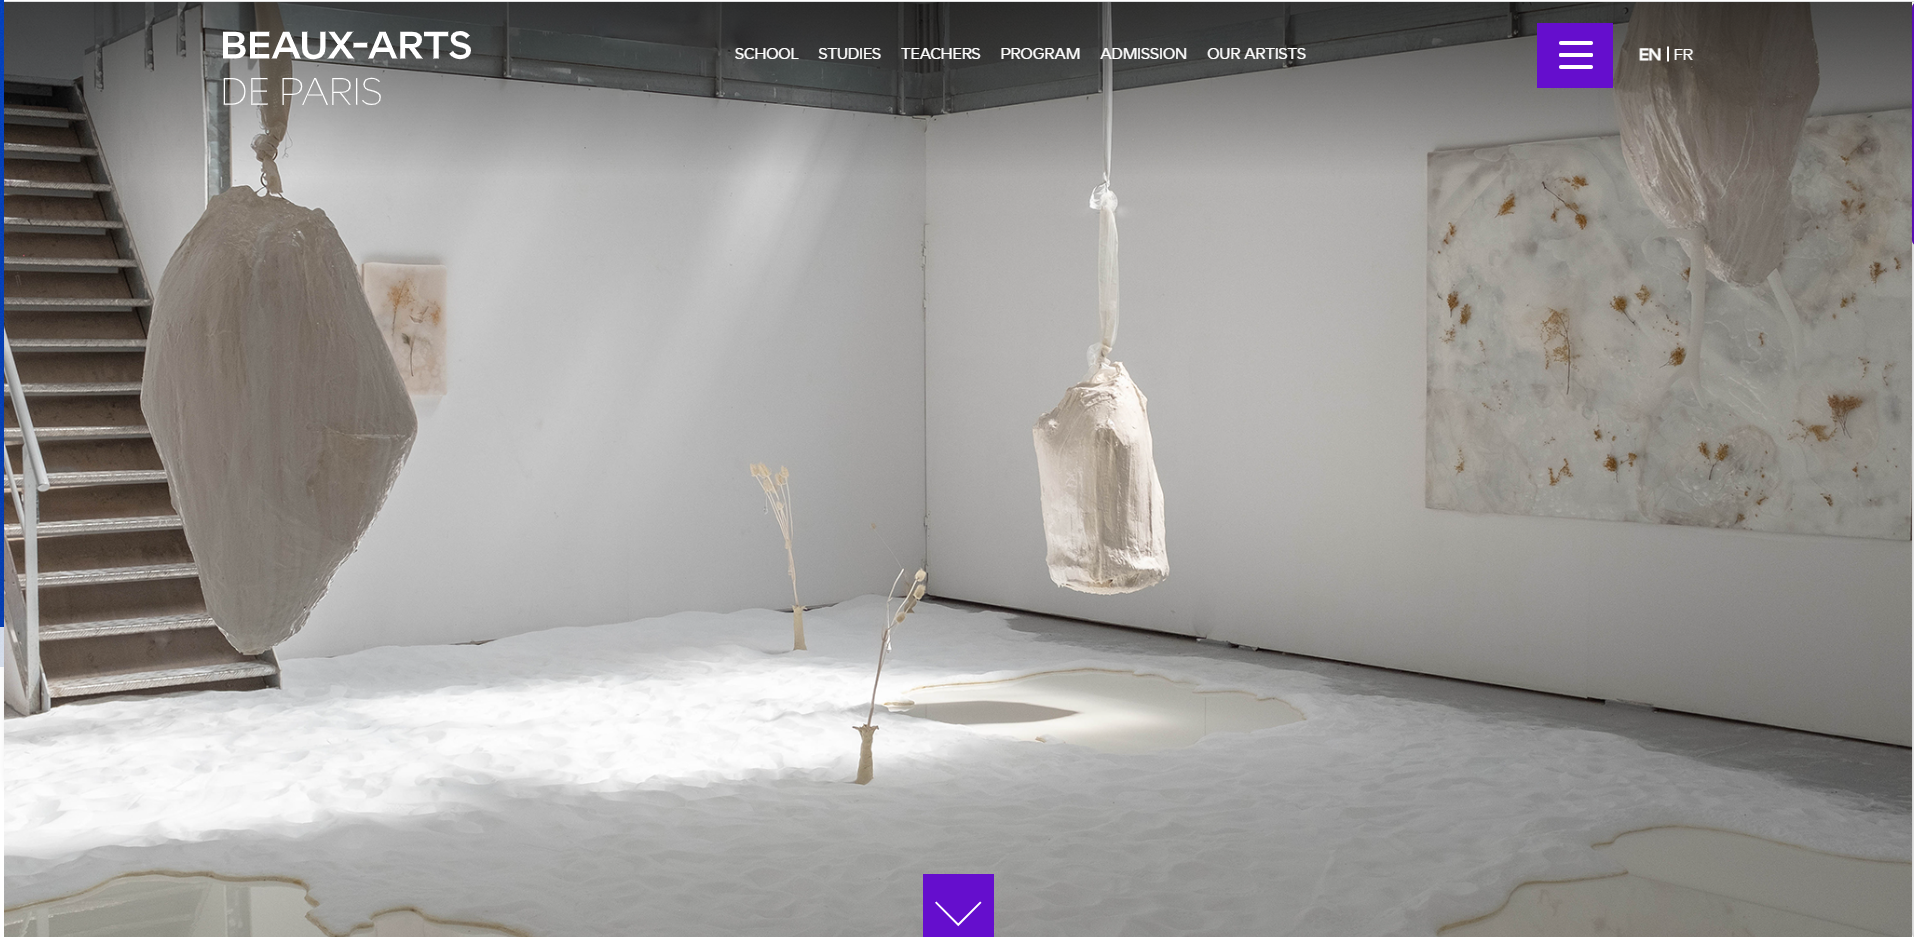 BEAUX-ARTS
DE PARIS
SCHOOL STUDIES TEACHERS PROGRAM ADMISSION OUR ARTISTS
EN | FR